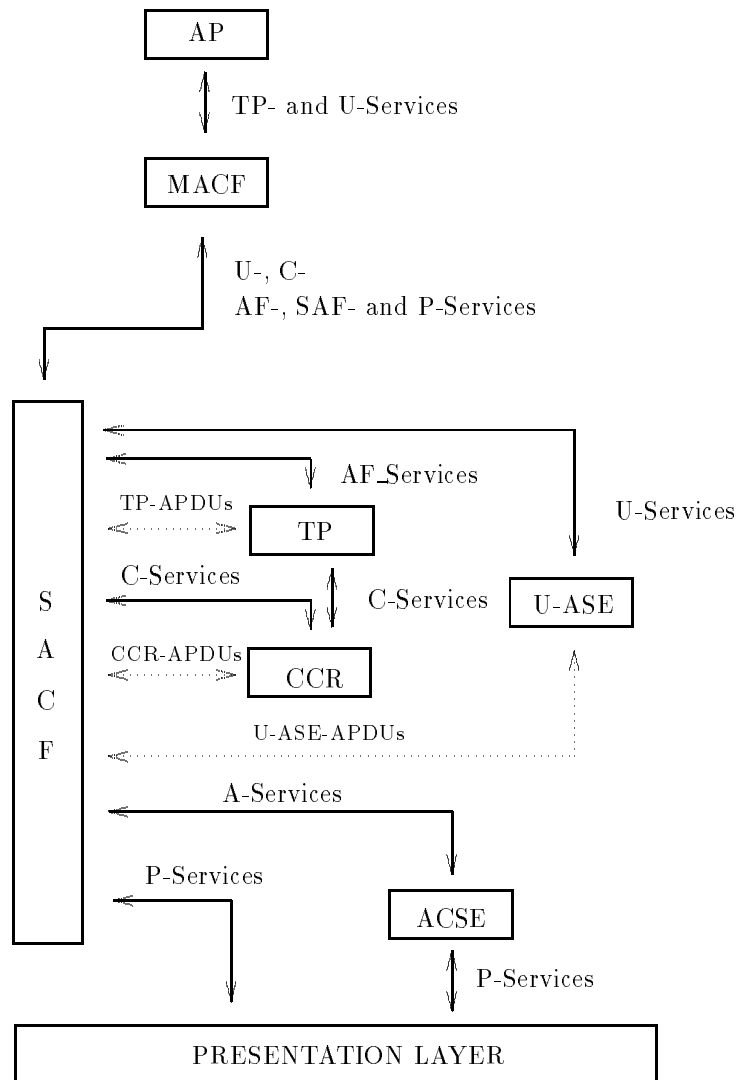 AP
TP- and U-Services
MACF
U-, C-
AF-, SAF- and P-Services
AF_Services
TP-APDUs
U-Services
TP
C-Services
C-Services
U-ASE
S
A
C
F
CCR-APDUs
CCR
U-ASE-APDUs
A-Services
P-Services
ACSE
P-Services
PRESENTATION LAYER